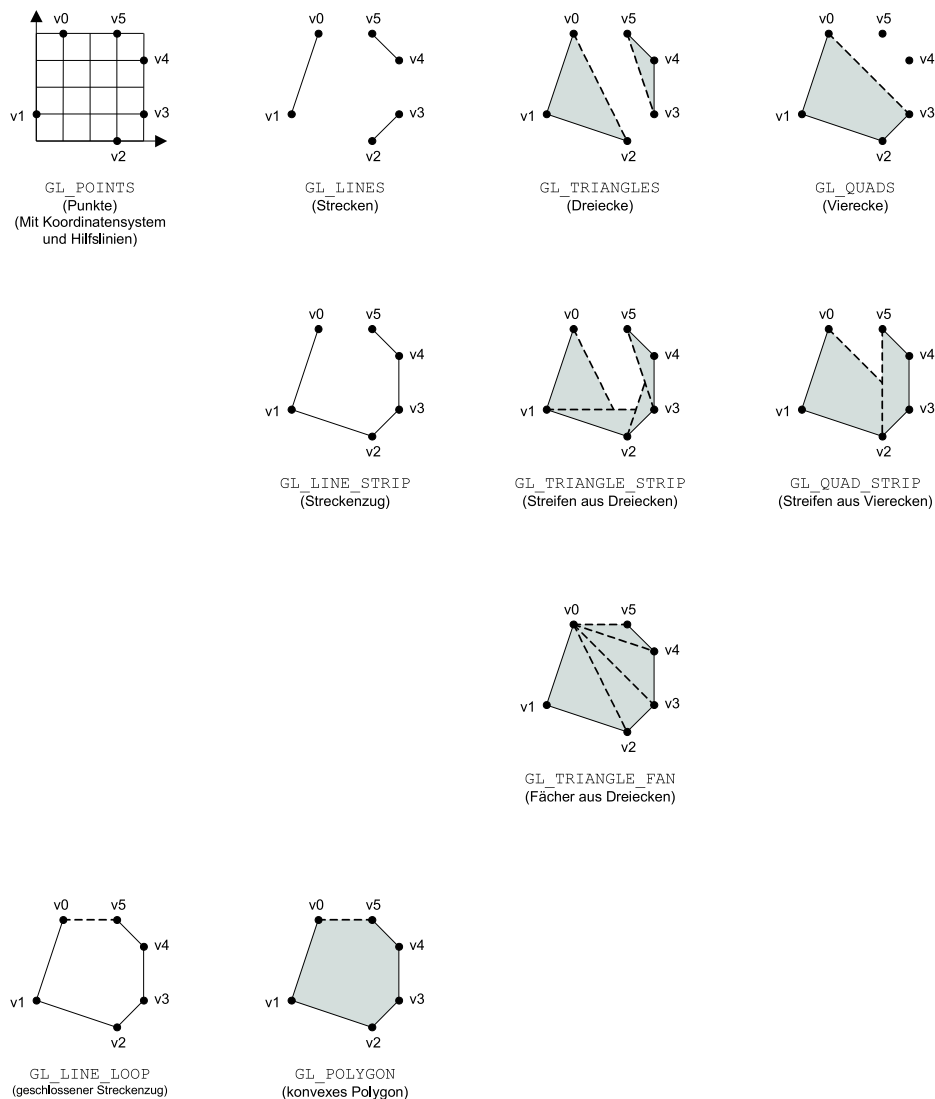 v0 v5
v4
v1 v3
v2
GL_POINTS
(Punkte)
(Mit Koordinatensystem
und Hilfslinien)
v0 v5
v4
v1 v3
v2
GL_LINES
(Strecken)
v0 v5
v4
v1 v3
v2
GL_TRIANGLES
(Dreiecke)
v0 v5
v4
v1 v3
v2
GL_QUADS
(Vierecke)
v0 v5
v4
v1 v3
v2
GL_LINE_STRIP
(Streckenzug)
v0 v5
v4
v1 v3
v2
GL_TRIANGLE_STRIP
(Streifen aus Dreiecken)
v0 v5
v4
v1 v3
v2
GL_QUAD_STRIP
(Streifen aus Vierecken)
v0 v5
v4
v1 v3
v2
GL_TRIANGLE_FAN
(Fächer aus Dreiecken)
v0 v5
v4
v1 v3
v2
GL_LINE_LOOP
(geschlossener Streckenzug)
v0 v5
v4
v1 v3
v2
GL_POLYGON
(konvexes Polygon)